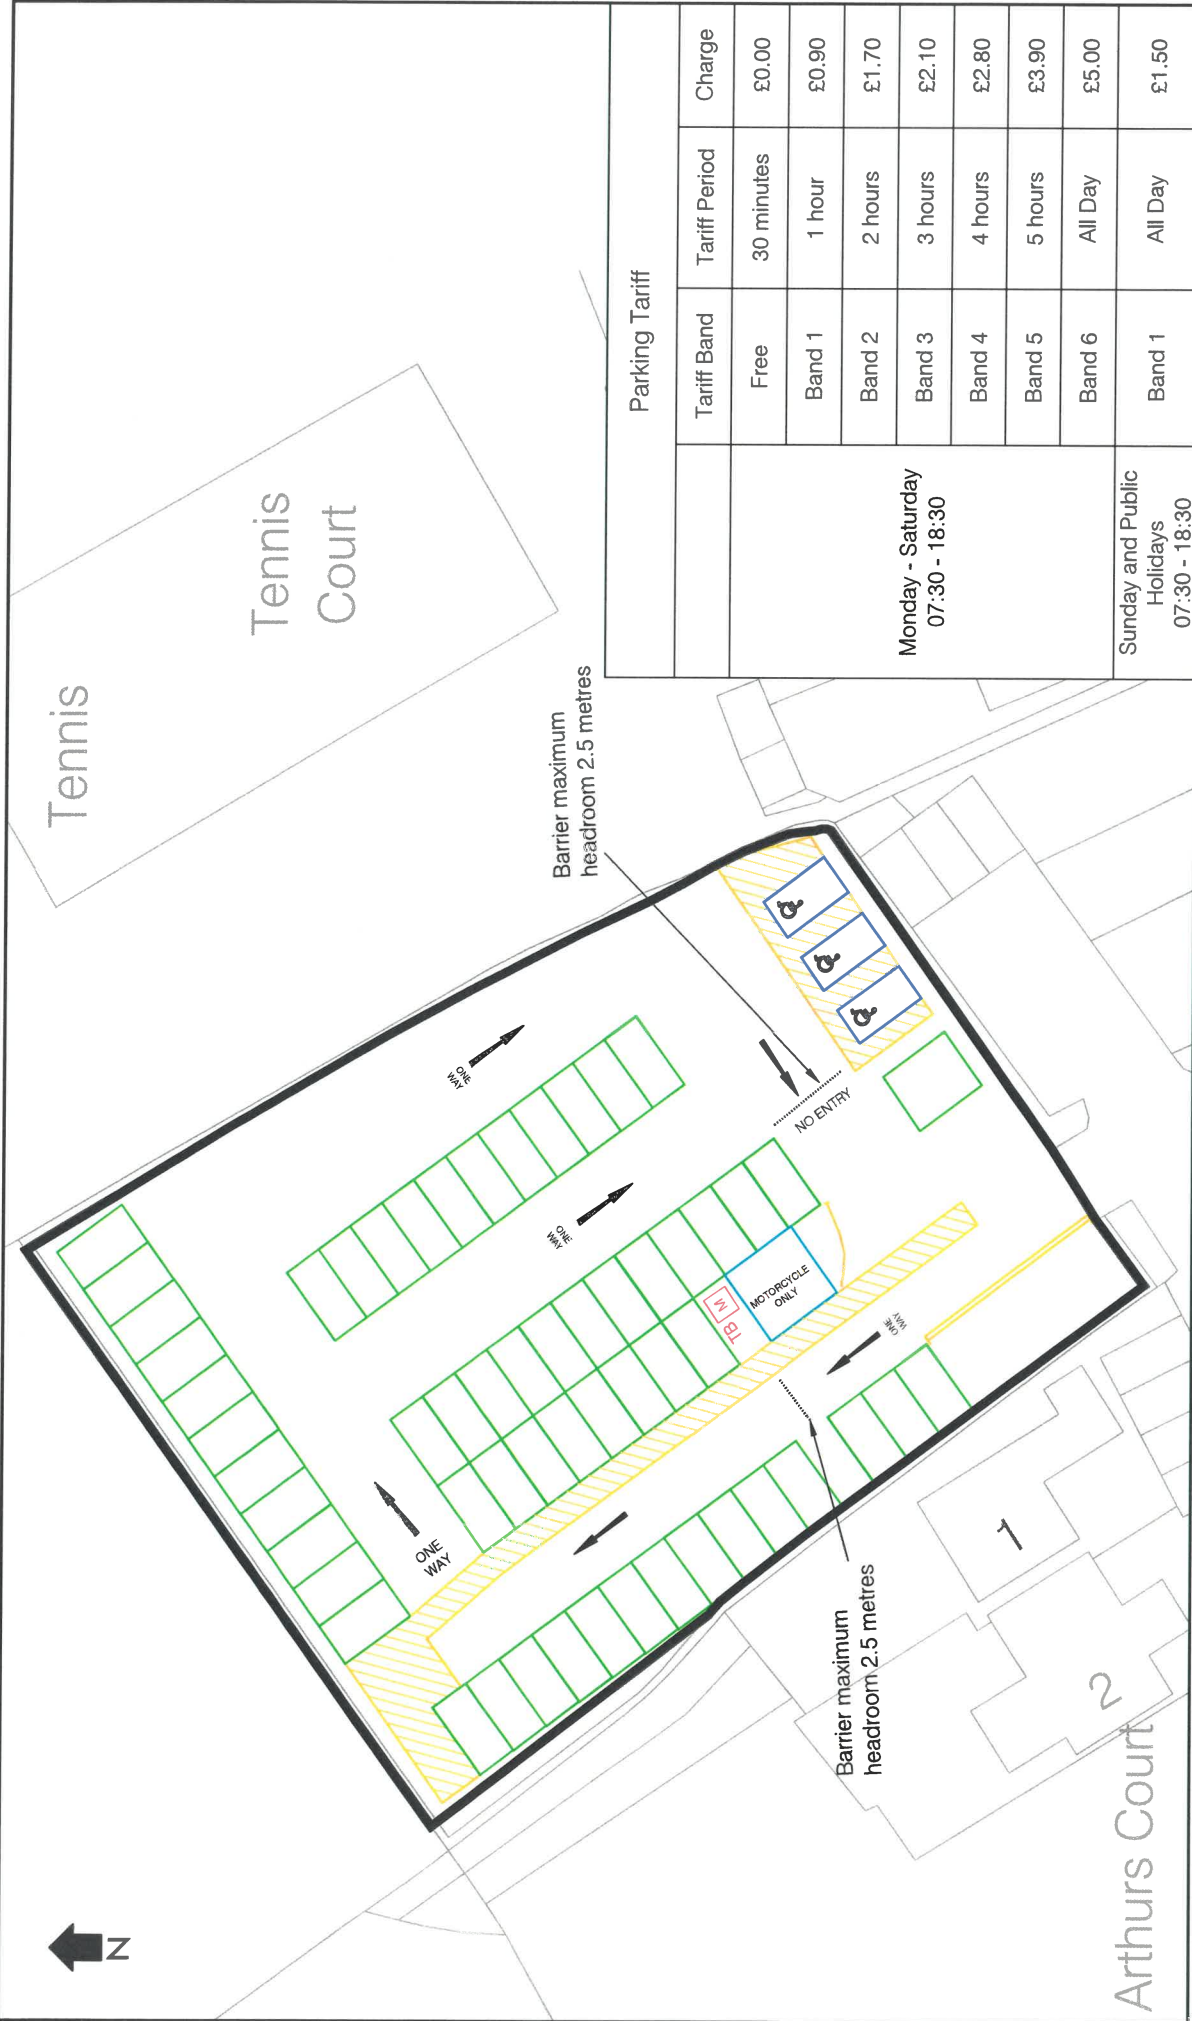 Tennis
Tennis
Court
N
Barrier maximum
headroom 2.5 metres
ONE
WAY
ONE
WAY
ONE
WAY
ONE
WAY
NO ENTRY
TB M
MOTORCYCLE
ONLY
Barrier maximum
headroom 2.5 metres
1
2
Arthurs Court
Parking Tariff
Tariff Band Tariff Period Charge
Monday - Saturday
07:30 - 18:30
Free 30 minutes £0.00
Band 1 1 hour £0.90
Band 2 2 hours £1.70
Band 3 3 hours £2.10
Band 4 4 hours £2.80
Band 5 5 hours £3.90
Band 6 All Day £5.00
Sunday and Public
Holidays
07:30 - 18:30
Band 1 All Day £1.50